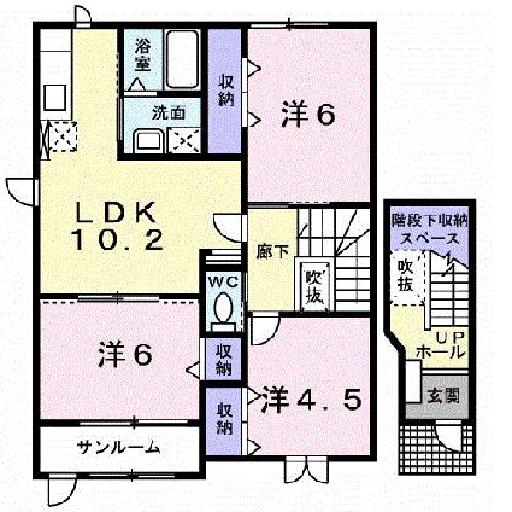 浴
室
収
納
洋6
洗面
LDK
10.2
廊下
吹
抜
WC
洋6
収
納
収
納
洋4.5
サンルーム
階段下収納
スペース
吹
抜
UP
ホール
玄関